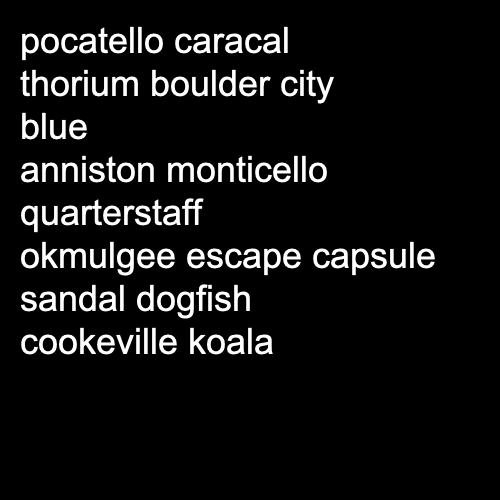 pocatello caracal
thorium boulder city
blue
anniston monticello
quarterstaff
okmulgee escape capsule
sandal dogfish
cookeville koala